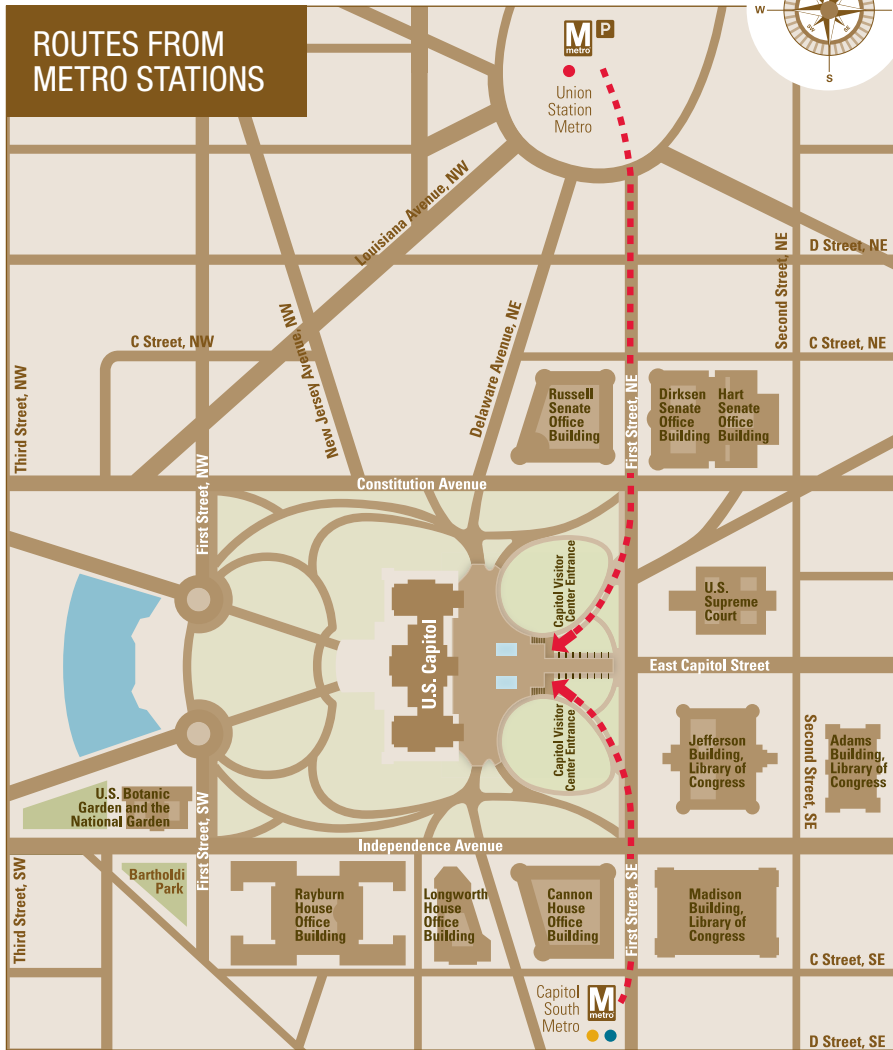 ROUTES FROM
METRO STATIONS
W
SW
SE
S
M
metro
P
Union
Station
Metro
Louisiana Avenue, NW
D Street, NE
Second Street, NE
C Street, NW
New Jersey Avenue, NW
Delaware Avenue, NE
C Street, NE
Third Street, NW
Russell
Senate
Office
Building
First Street, NE
Dirksen
Senate
Office
Building
Hart
Senate
Office
Building
Constitution Avenue
First Street, NW
Capitol Visitor
Center Entrance
U.S.
Supreme
Court
U.S. Capitol
East Capitol Street
Capitol Visitor
Center Entrance
Jefferson
Building,
Library of
Congress
Second Street, SE
Adams
Building,
Library of
Congress
U.S. Botanic
Garden and the
National Garden
First Street, SW
Independence Avenue
Third Street, SW
Bartholdi
Park
Rayburn
House
Office
Building
Longworth
House
Office
Building
Cannon
House
Office
Building
First Street, SE
Madison
Building,
Library of
Congress
C Street, SE
Capitol
South
Metro
M
metro
D Street, SE